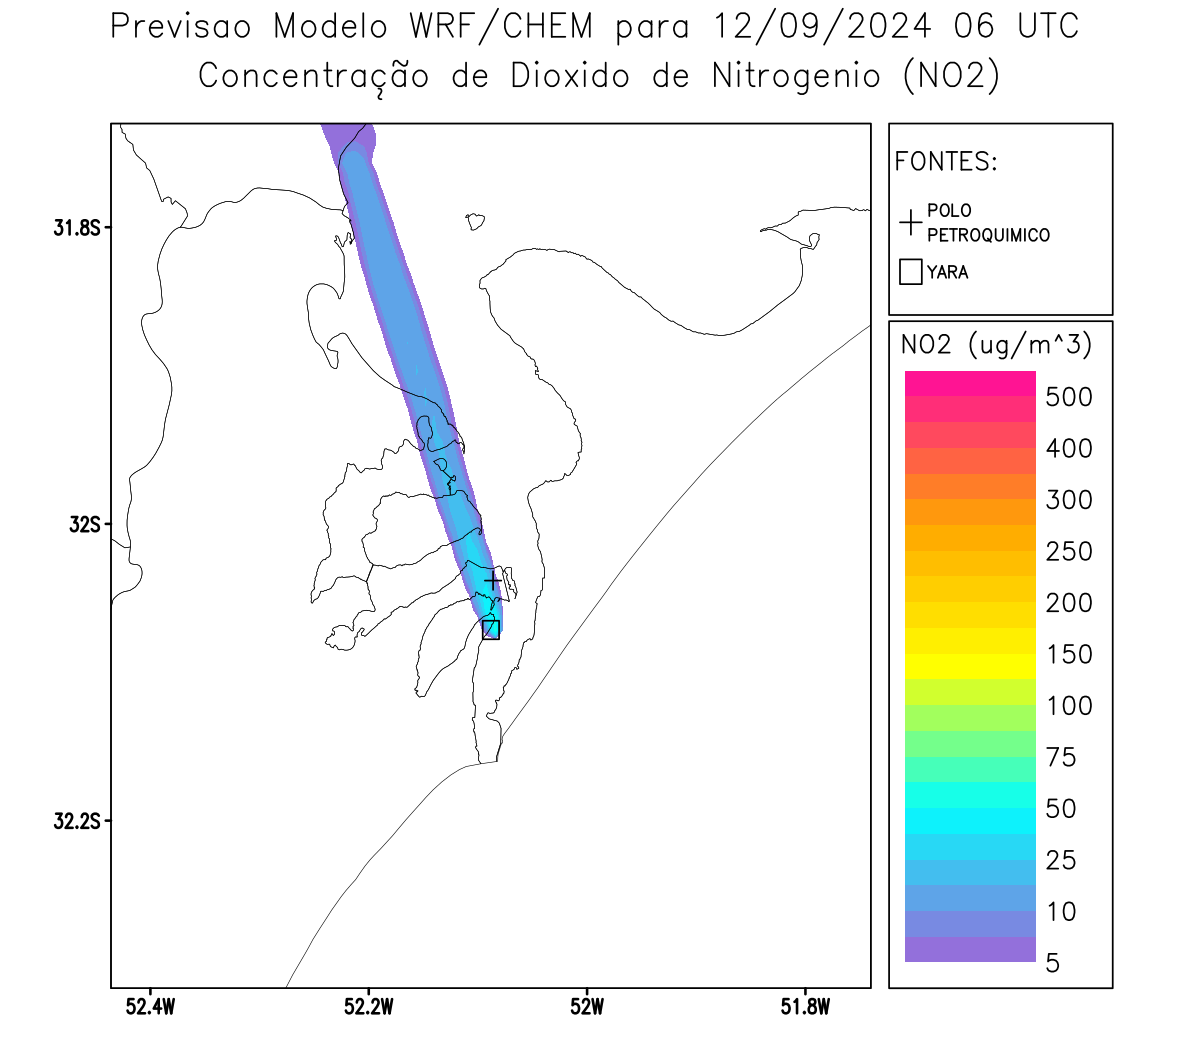 Previsao Modelo WRF/CHEM para 12/09/2024 06 UTC
Concentração de Dioxido de Nitrogenio (NO2)
FONTES:
POLO
PETROQUIMICO
YARA
NO2 (ug/m^3)
500
400
300
250
200
150
100
75
50
25
10
5
31.8S
32S
32.2S
52.4W
52.2W
52W
51.8W